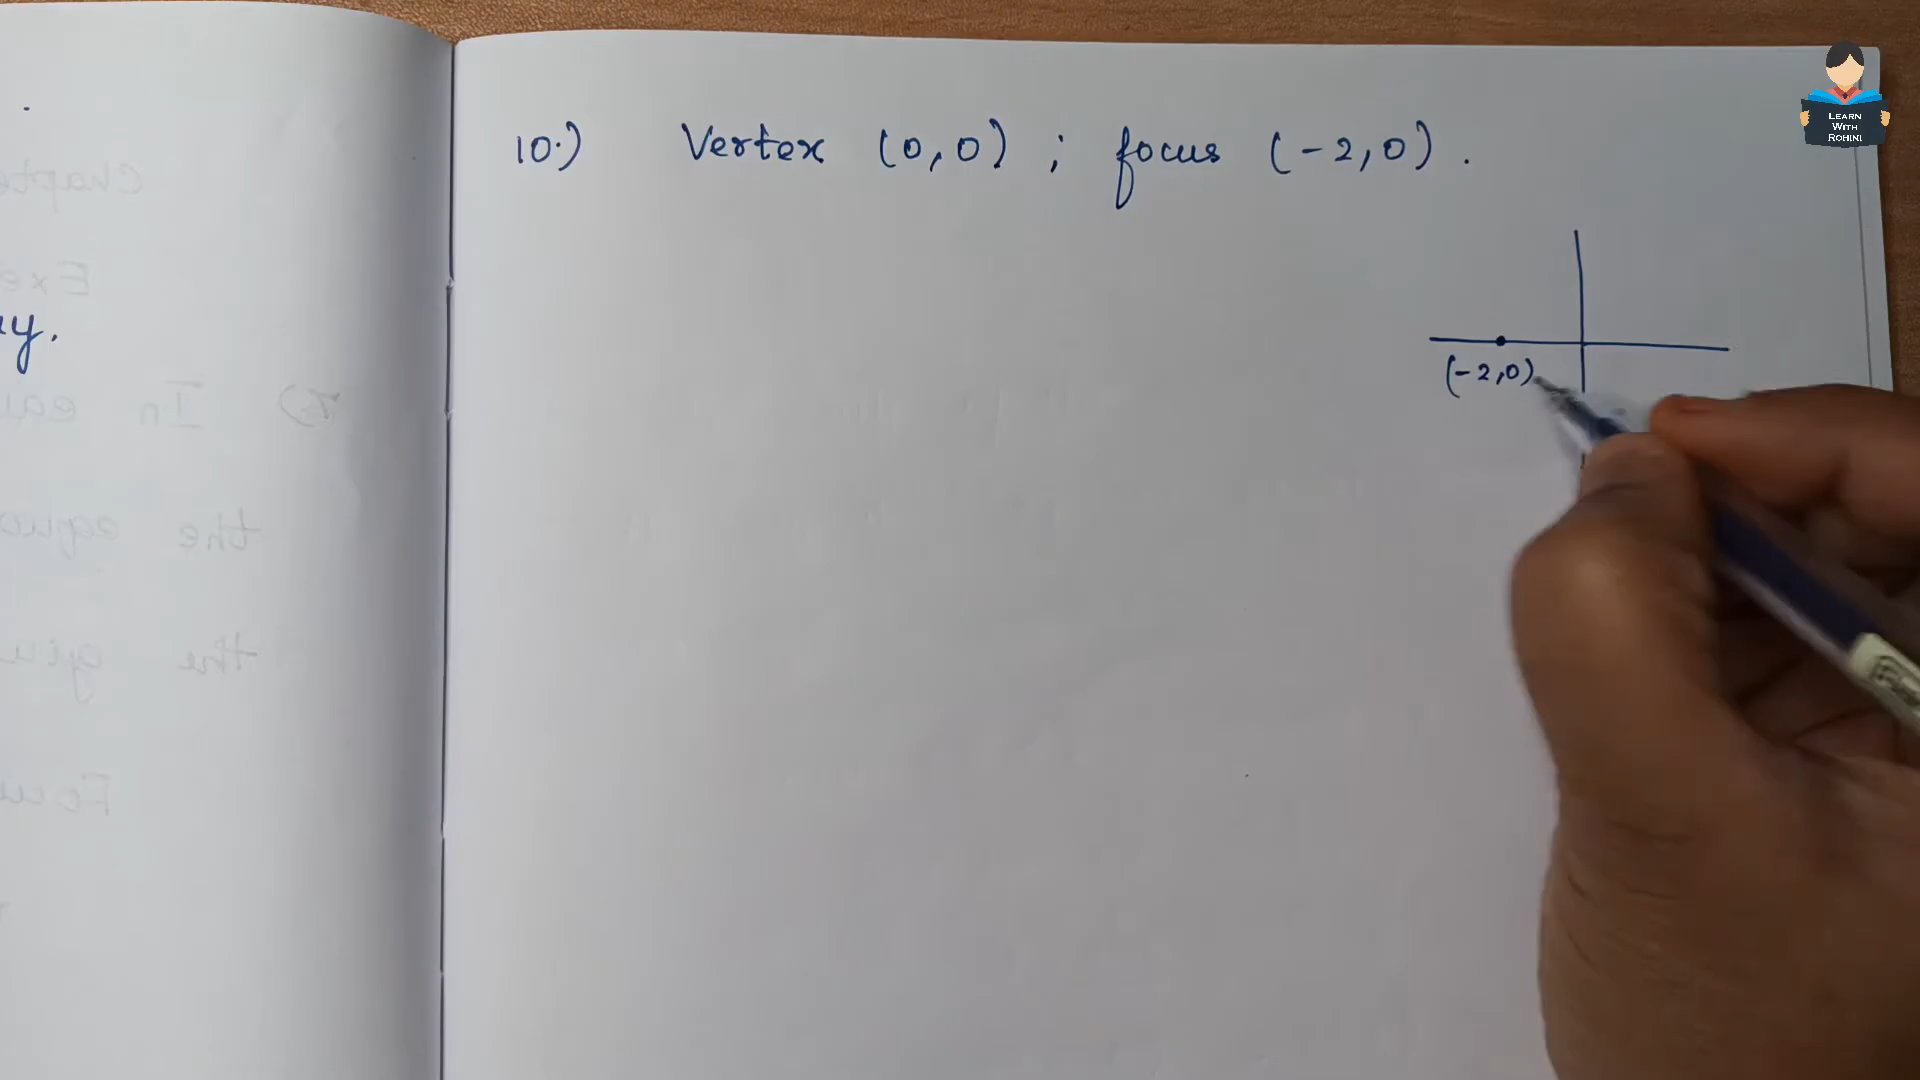 y.
10.) Vertex (0,0) ; focus (-2,0) .
(-2,0)
LEARN
With
ROHINI